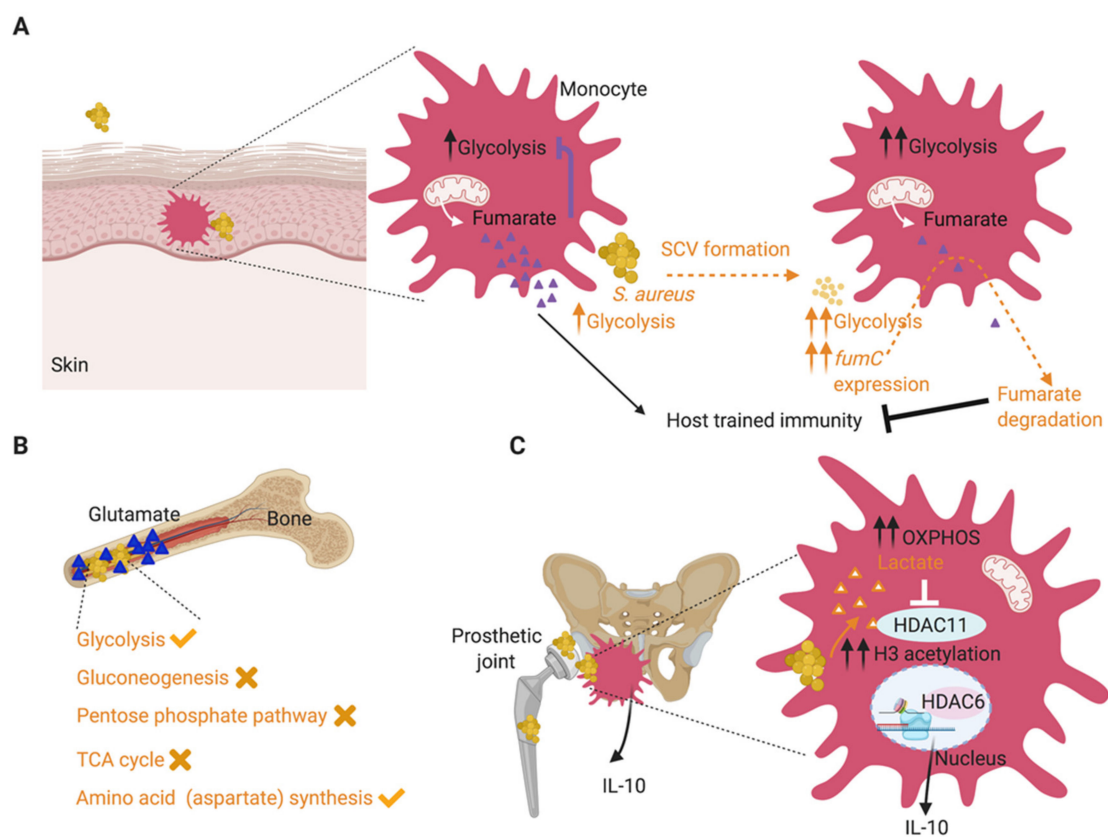 A
Monocyte
Glycolysis
Fumarate
Skin
SCV formation
S. aureus
Glycolysis
Glycolysis
Fumarate
Glycolysis
fumC
expression
Host trained immunity
Fumarate
degradation
B
Glutamate
Bone
Glycolysis
Gluconeogenesis
Pentose phosphate pathway
TCA cycle
Amino acid (aspartate) synthesis
C
Prosthetic
joint
IL-10
OXPHOS
Lactate
HDAC11
H3 acetylation
HDAC6
Nucleus
IL-10